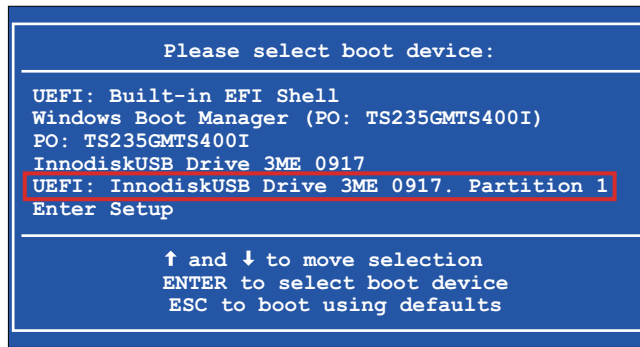 Please select boot device:
UEFI: Built-in EFI Shell
Windows Boot Manager (PO: TS235GMTS400I)
PO: TS235GMTS400I
InnodiskUSB Drive 3ME 0917
UEFI: InnodiskUSB Drive 3ME 0917. Partition 1
Enter Setup
↑ and ↓ to move selection
ENTER to select boot device
ESC to boot using defaults